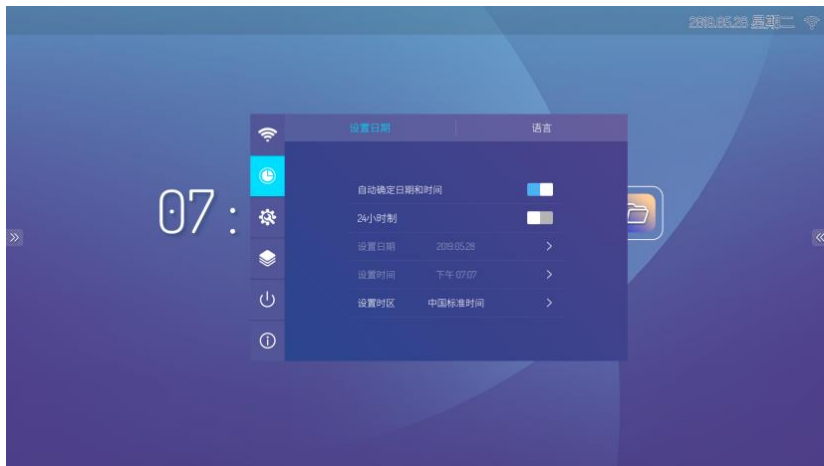 2019.05.28 星期二
设置日期 语言
07:
自动确定日期和时间
24小时制
设置日期 2019.05.28
设置时间 下午 07:07
设置时区 中国标准时间